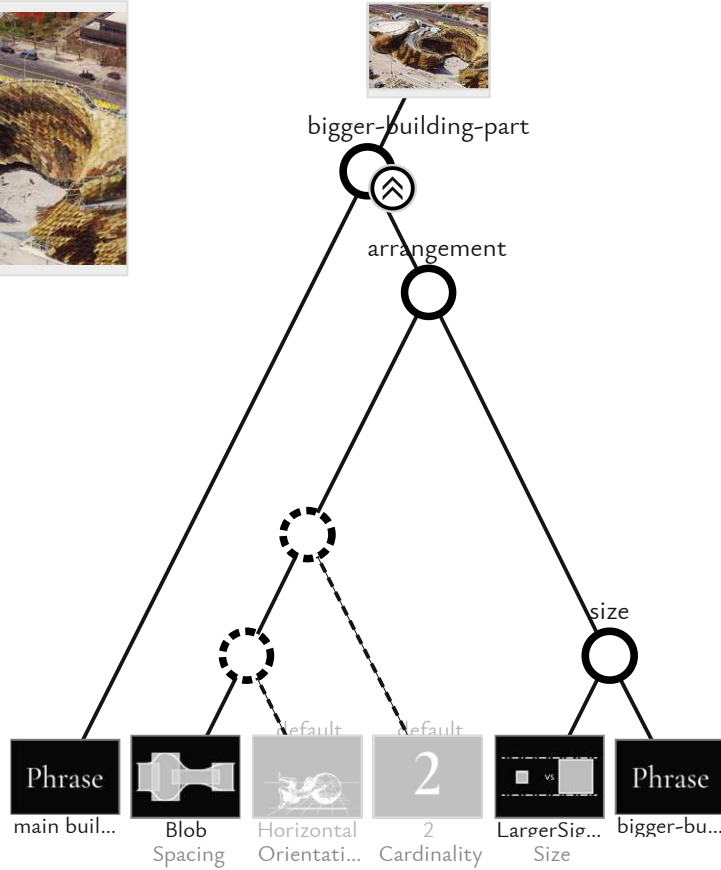 bigger-building-part
arrangement
size
default
default
Phrase
2
vs
Phrase
main buil...
Blob
Horizontal
2
LargerSig...
bigger-bu...
Spacing
Orientati...
Cardinality
Size